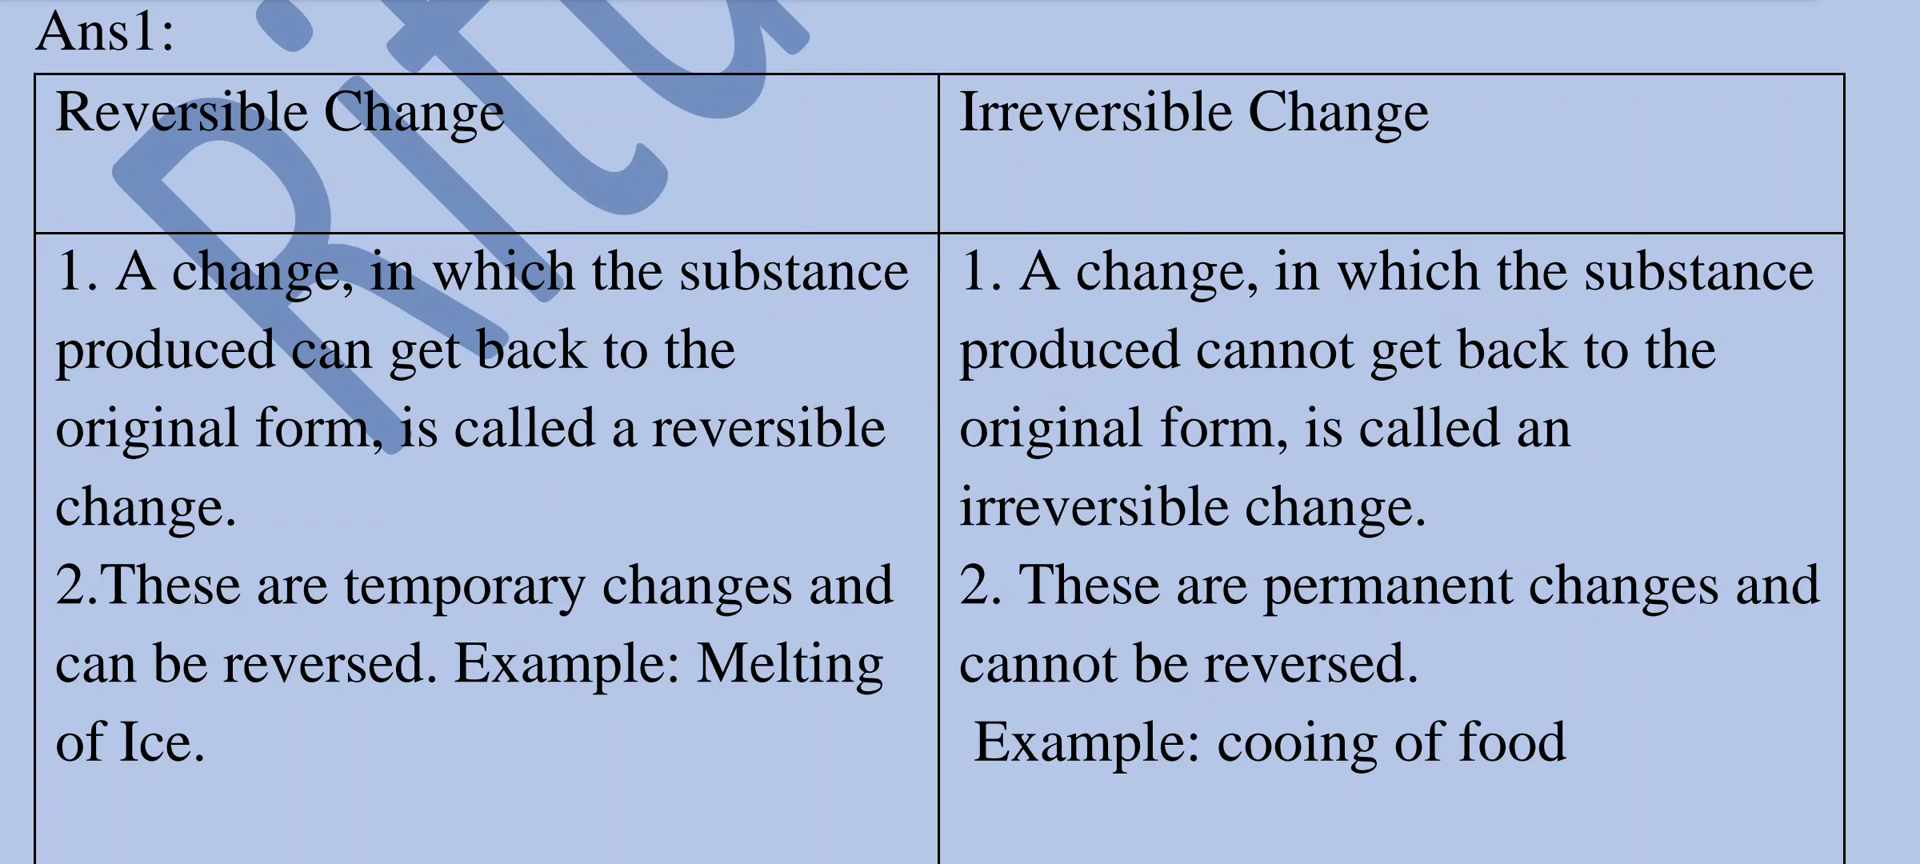 Ans1:
Reversible Change
Irreversible Change
1. A change, in which the substance
produced can get back to the
original form, is called a reversible
change.
2.These are temporary changes and
can be reversed. Example: Melting
of Ice.
1. A change, in which the substance
produced cannot get back to the
original form, is called an
irreversible change.
2. These are permanent changes and
cannot be reversed.
Example: cooing of food